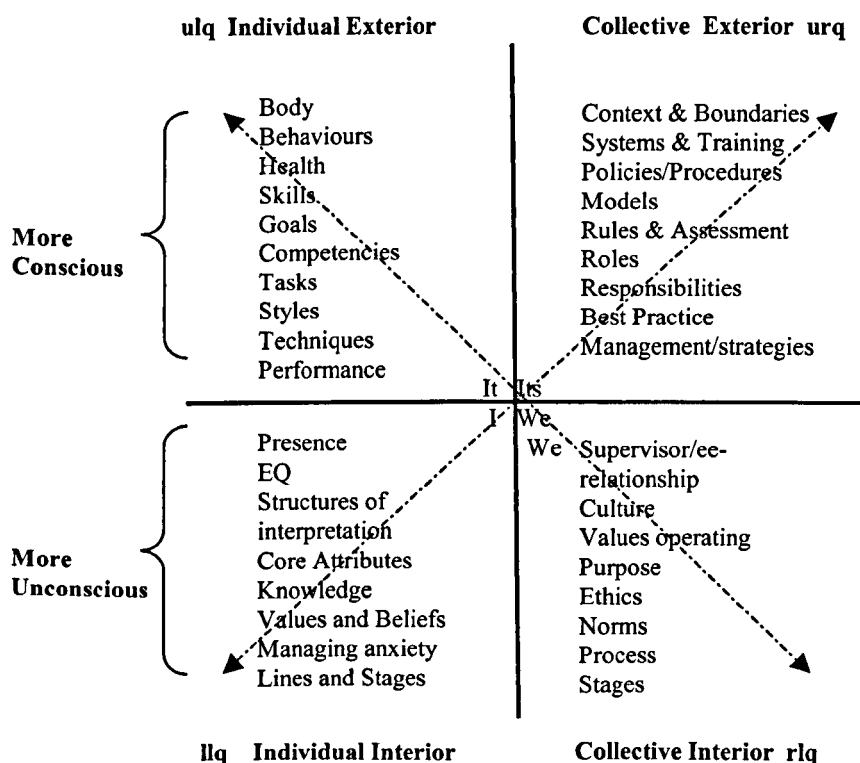 ulq Individual Exterior
Collective Exterior urq
More
Conscious
Body
Behaviours
Health
Skills
Goals
Competencies
Tasks
Styles
Techniques
Performance
Context & Boundaries
Systems & Training
Policies/Procedures
Models
Rules & Assessment
Roles
Responsibilities
Best Practice
Management/strategies
It Its
I We
We
More
Unconscious
Presence
EQ
Structures of
interpretation
Core Attributes
Knowledge
Values and Beliefs
Managing anxiety
Lines and Stages
Supervisor/ee-
relationship
Culture
Values operating
Purpose
Ethics
Norms
Process
Stages
llq Individual Interior
Collective Interior rlq